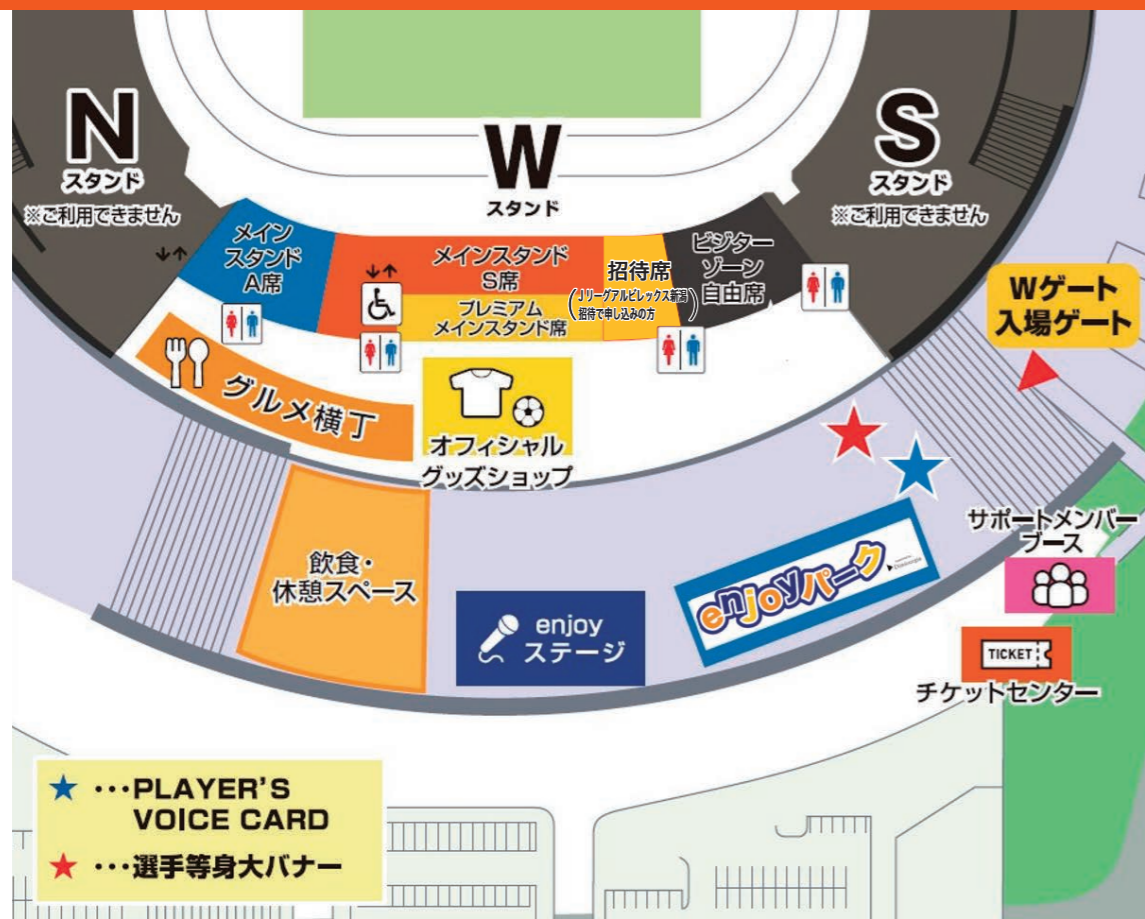 N
スタンド
※ご利用できません
W
スタンド
S
スタンド
※ご利用できません
メイン
スタンド
A席
メインスタンド
S席
プレミアム
メインスタンド席
招待席
(Jリーグアルビレックス新潟
招待で申し込みの方)
ビジター
ゾーン
自由席
Wゲート
入場ゲート
グルメ横丁
オフィシャル
グッズショップ
飲食・
休憩スペース
enjoy
ステージ
enjoyパーク
サポートメンバー
ブース
TICKET
チケットセンター
★ …PLAYER'S
VOICE CARD
★ …選手等身大バナー